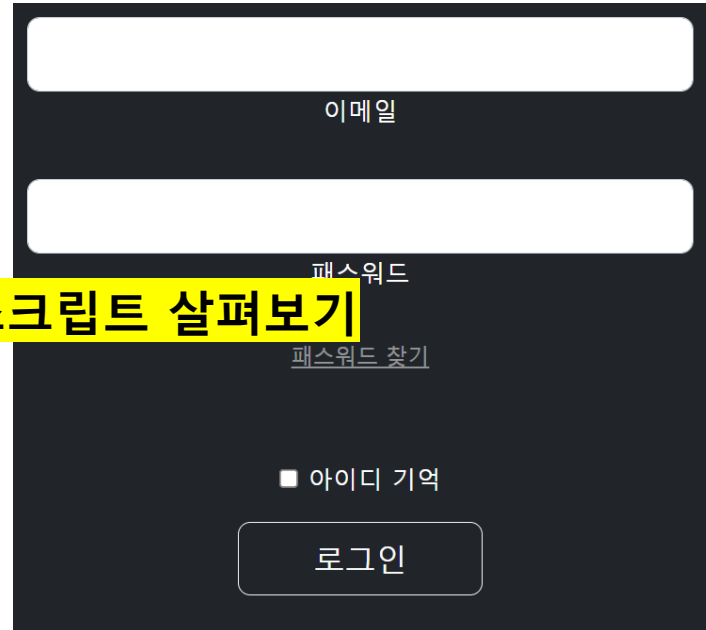 이메일
패스워드
크립트 살펴보기
패스워드 찾기
아이디 기억
로그인